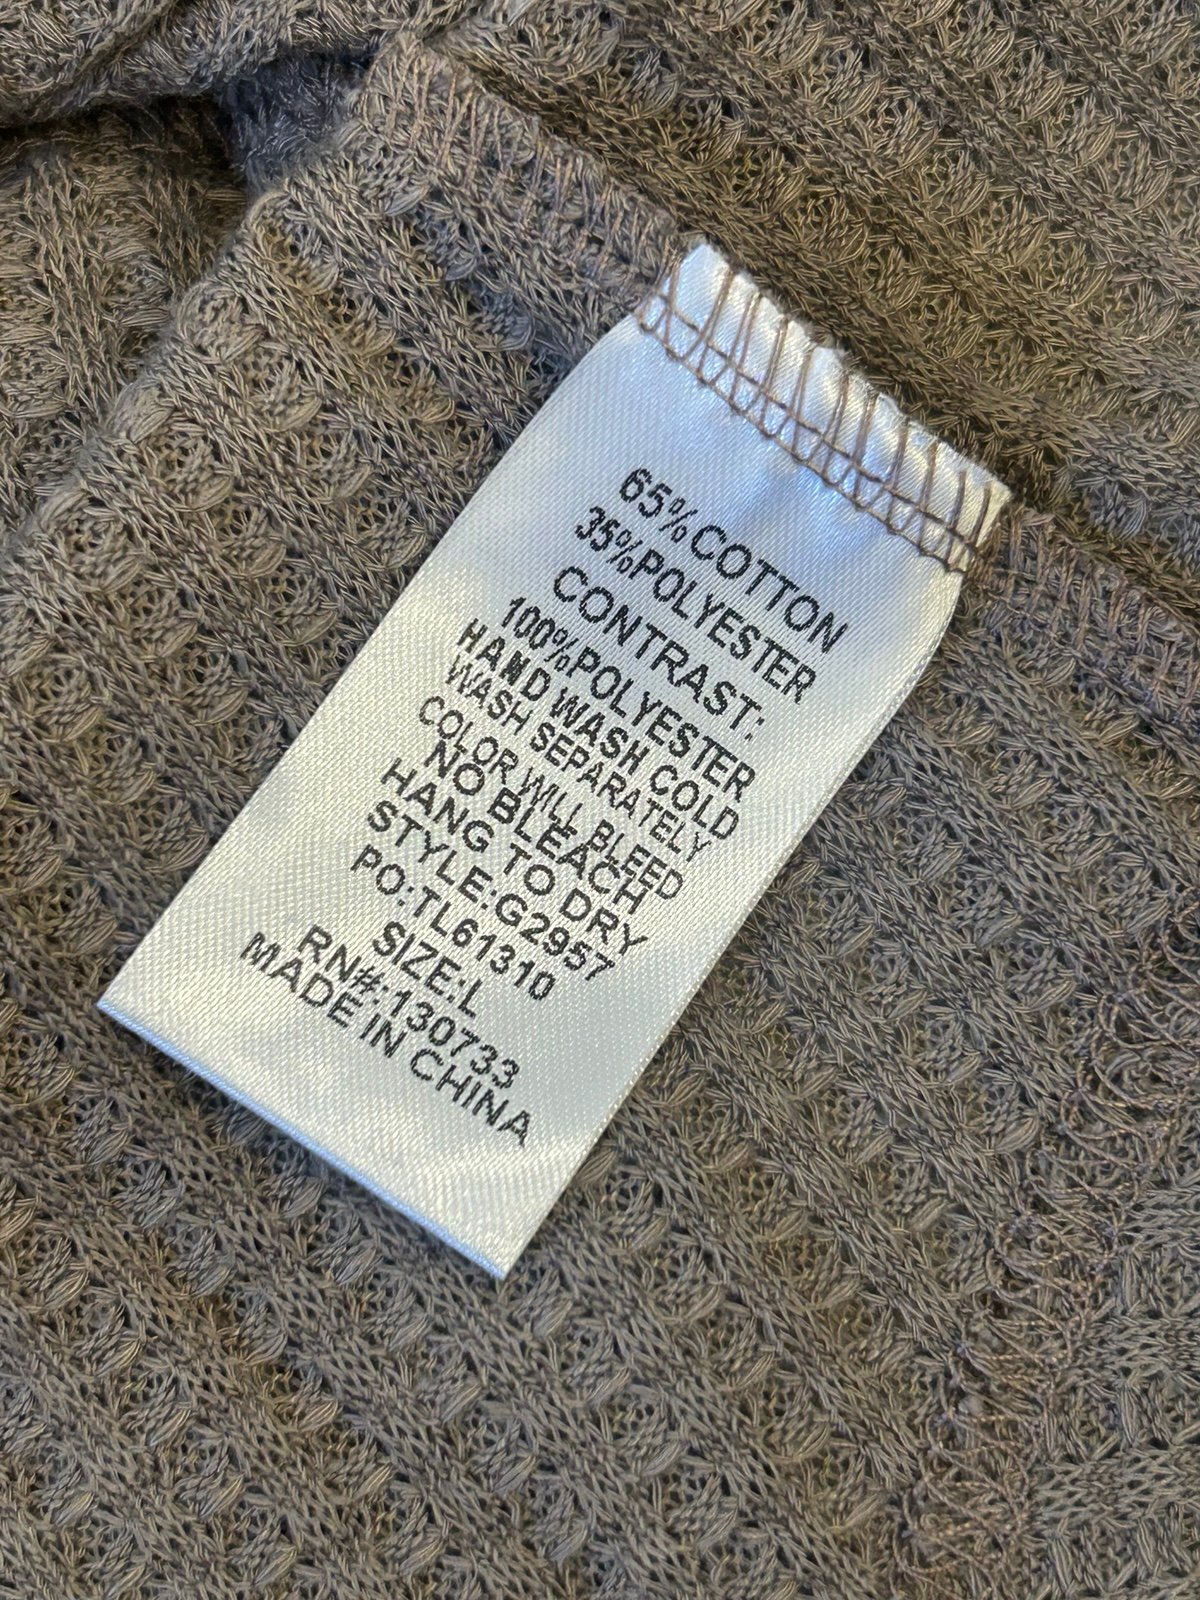 65%COTTON
35%POLYESTER
CONTRAST:
100%POLYESTER
HAND WASH COLD
WASH SEPARATELY
COLOR WILL BLEED
NO BLEACH
HANG TO DRY
STYLE:G2957
PO:TL61310
SIZE:L
RN#:130733
MADE IN CHINA